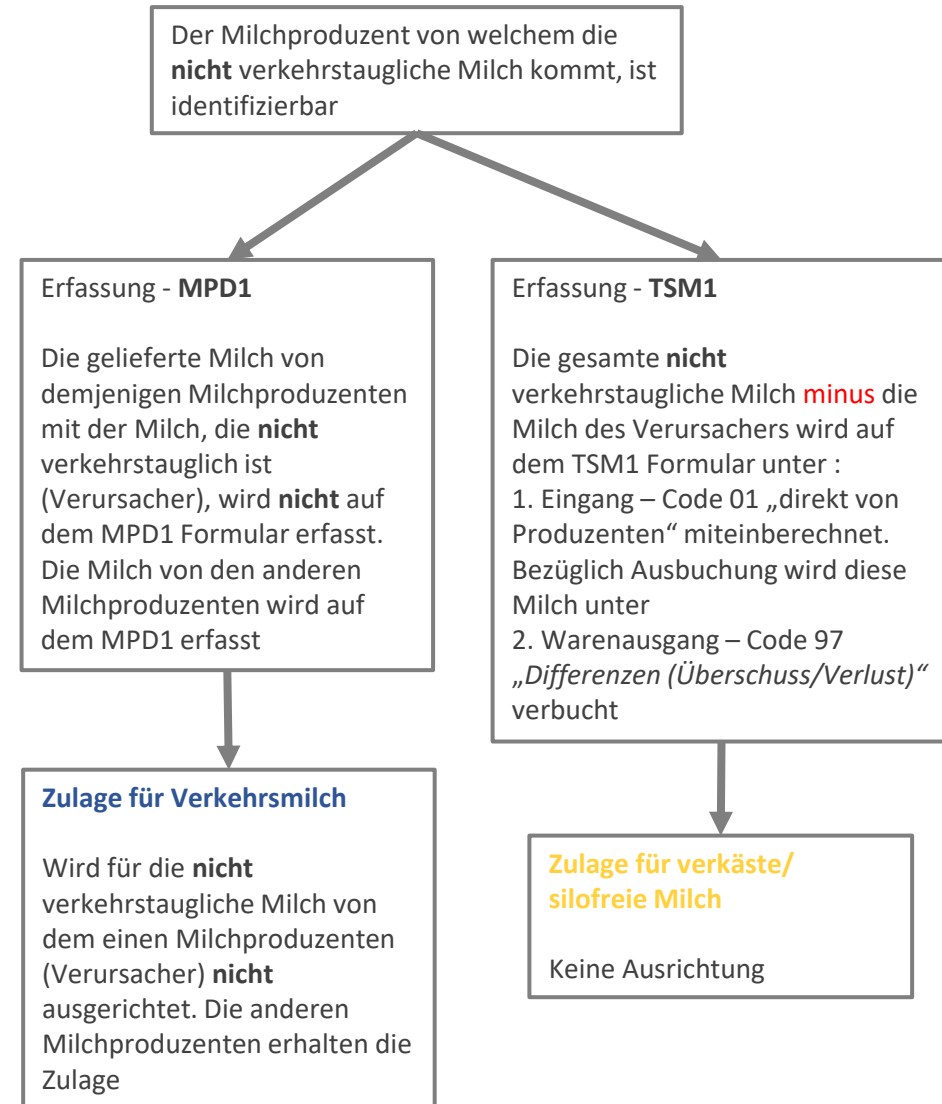 Der Milchproduzent von welchem die
nicht verkehrstaugliche Milch kommt, ist
identifizierbar
Erfassung - MPD1
Die gelieferte Milch von
demjenigen Milchproduzenten
mit der Milch, die nicht
verkehrstauglich ist
(Verursacher), wird nicht auf
dem MPD1 Formular erfasst.
Die Milch von den anderen
Milchproduzenten wird auf
dem MPD1 erfasst
Erfassung - TSM1
Die gesamte nicht
verkehrstaugliche Milch minus die
Milch des Verursachers wird auf
dem TSM1 Formular unter :
1. Eingang – Code 01 „direkt von
Produzenten“ miteinberechnet.
Bezüglich Ausbuchung wird diese
Milch unter
2. Warenausgang – Code 97
„Differenzen (Überschuss/Verlust)“
verbucht
Zulage für Verkehrsmilch
Wird für die nicht
verkehrstaugliche Milch von
dem einen Milchproduzenten
(Verursacher) nicht
ausgerichtet. Die anderen
Milchproduzenten erhalten die
Zulage
Zulage für verkäste/
silofreie Milch
Keine Ausrichtung